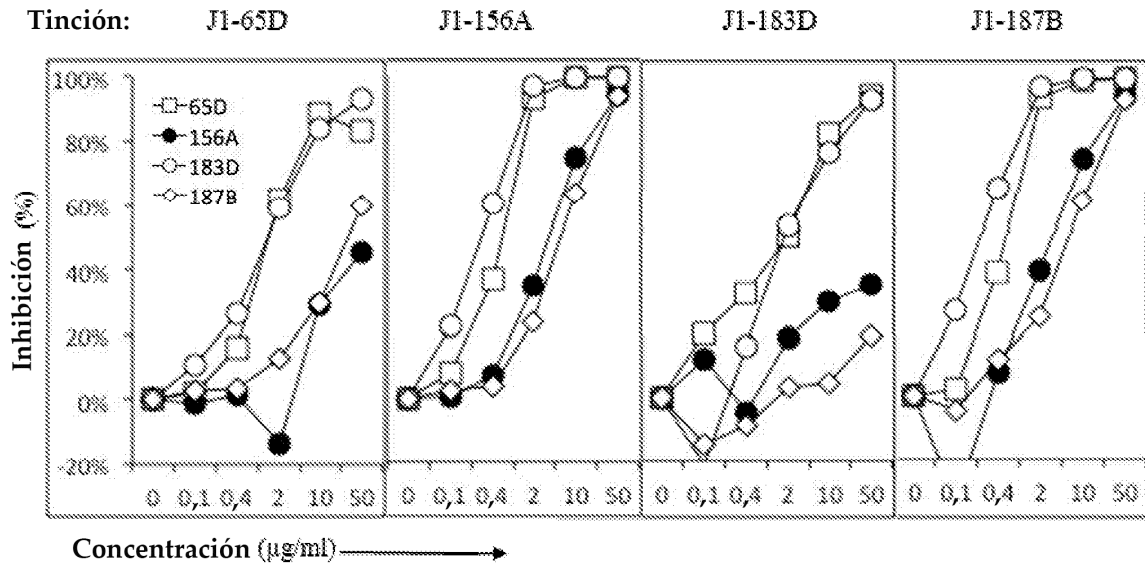 Tinción: J1-65D J1-156A J1-183D J1-187B
100%
80%
60%
40%
20%
0%
-20%
65D
156A
183D
187B
Inhibición (%)
0 0,1 0,4 2 10 50 0 0,1 0,4 2 10 50 0 0,1 0,4 2 10 50 0 0,1 0,4 2 10 50
Concentración (µg/ml)